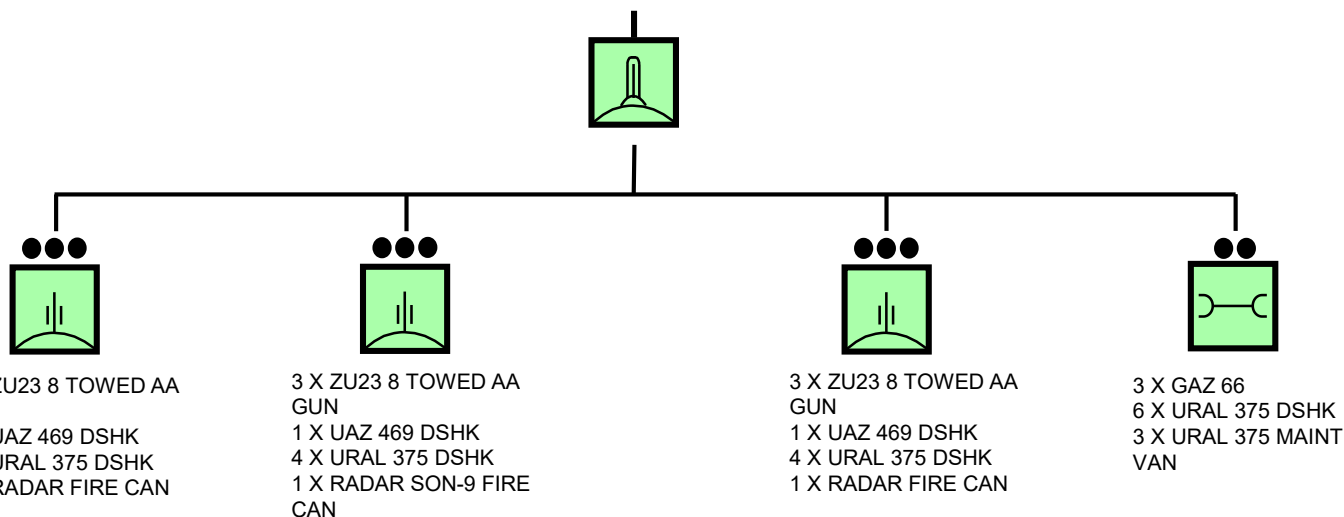 ZU23 8 TOWED AA
UAZ 469 DSHK
URAL 375 DSHK
RADAR FIRE CAN
3 X ZU23 8 TOWED AA
GUN
1 X UAZ 469 DSHK
4 X URAL 375 DSHK
1 X RADAR SON-9 FIRE
CAN
3 X ZU23 8 TOWED AA
GUN
1 X UAZ 469 DSHK
4 X URAL 375 DSHK
1 X RADAR FIRE CAN
3 X GAZ 66
6 X URAL 375 DSHK
3 X URAL 375 MAINT
VAN